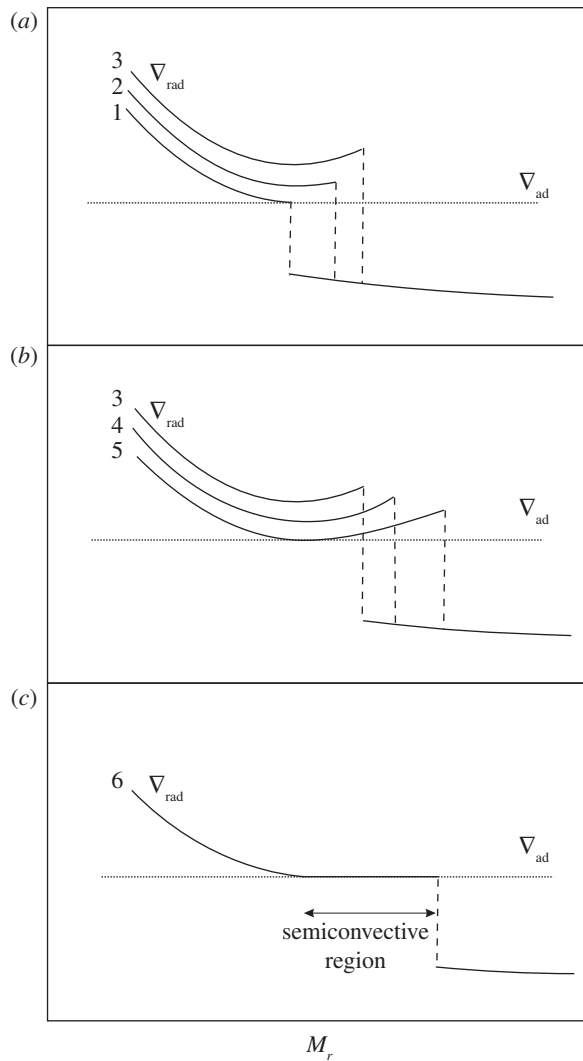 (a)
3
∇rad
2
1
∇ad
(b)
3
∇rad
4
5
∇ad
(c)
6
∇rad
∇ad
semiconvective
region
Mr